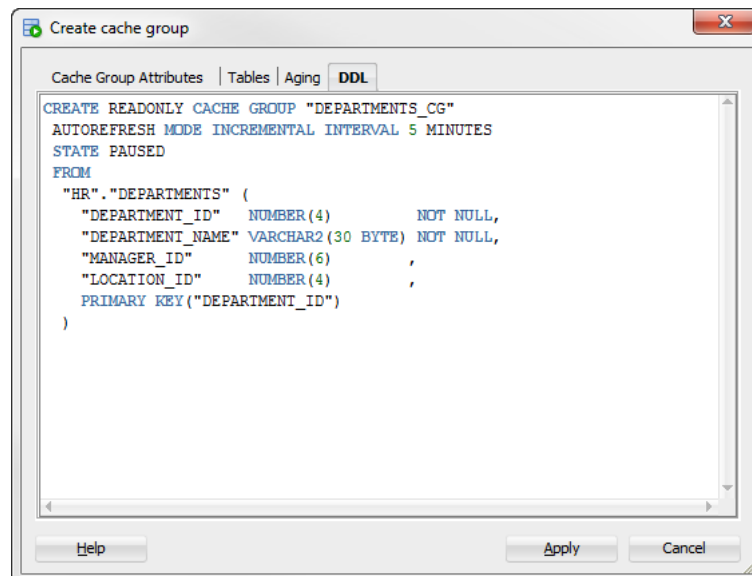 Create cache group
Cache Group Attributes Tables Aging DDL
CREATE READONLY CACHE GROUP "DEPARTMENTS_CG"
AUTOREFRESH MODE INCREMENTAL INTERVAL 5 MINUTES
STATE PAUSED
FROM
"HR"."DEPARTMENTS" (
"DEPARTMENT_ID" NUMBER(4) NOT NULL,
"DEPARTMENT_NAME" VARCHAR2(30 BYTE) NOT NULL,
"MANAGER_ID" NUMBER(6) ,
"LOCATION_ID" NUMBER(4) ,
PRIMARY KEY("DEPARTMENT_ID")
)
Help Apply Cancel